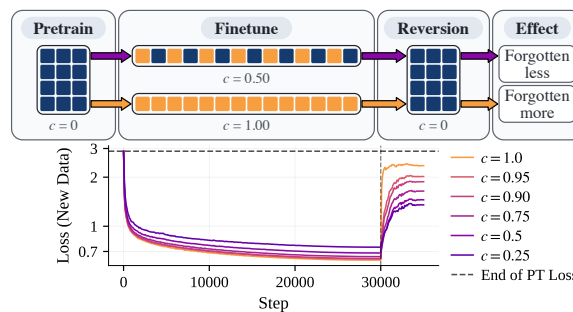 Pretrain
Finetune
Reversion
Effect
c = 0.50
Forgotten
less
Forgotten
more
c = 0
c = 1.00
c = 0
Loss (New Data)
3
2
1
0.7
0
10000
20000
30000
Step
c = 1.0
c = 0.95
c = 0.90
c = 0.75
c = 0.5
c = 0.25
End of PT Loss